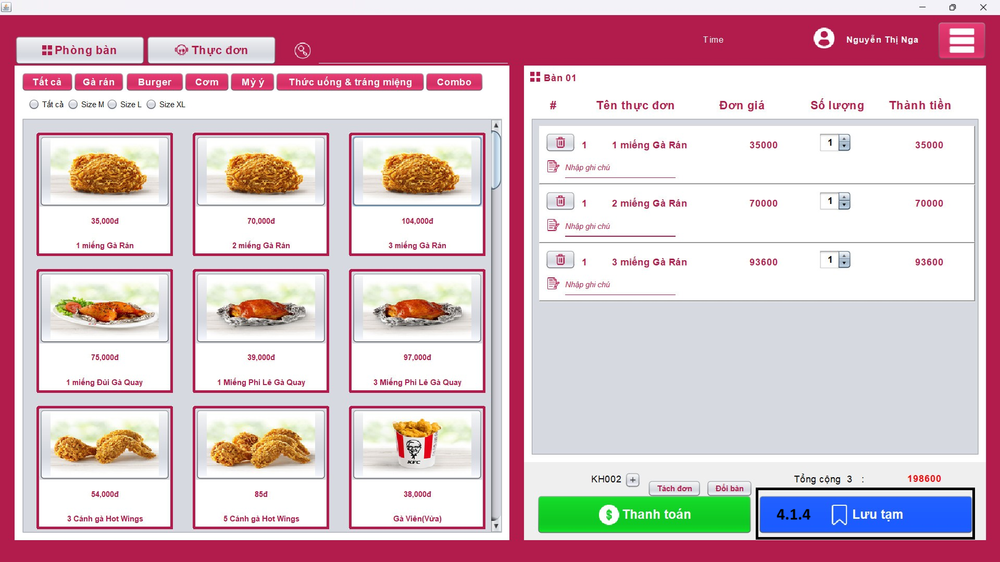 Time
Nguyễn Thị Nga
Phòng bàn
Thực đơn
Tất cả
Gà rán
Burger
Cơm
Mỳ ý
Thức uống & tráng miệng
Combo
Tất cả
Size M
Size L
Size XL
35,000đ
70,000đ
104,000đ
1 miếng Gà Rán
2 miếng Gà Rán
3 miếng Gà Rán
75,000đ
39,000đ
97,000đ
1 miếng Đùi Gà Quay
1 Miếng Phi Lê Gà Quay
3 Miếng Phi Lê Gà Quay
KFC
54,000đ
85đ
38,000đ
3 Cánh gà Hot Wings
5 Cánh gà Hot Wings
Gà Viên(Vừa)
Bàn 01
# Tên thực đơn Đơn giá Số lượng Thành tiền
1 1 miếng Gà Rán 35000 1 35000
Nhập ghi chú
1 2 miếng Gà Rán 70000 1 70000
Nhập ghi chú
1 3 miếng Gà Rán 93600 1 93600
Nhập ghi chú
KH002 +
Tổng cộng 3 : 198600
Tách đơn
Đổi bàn
$ Thanh toán
4.1.4 Lưu tạm